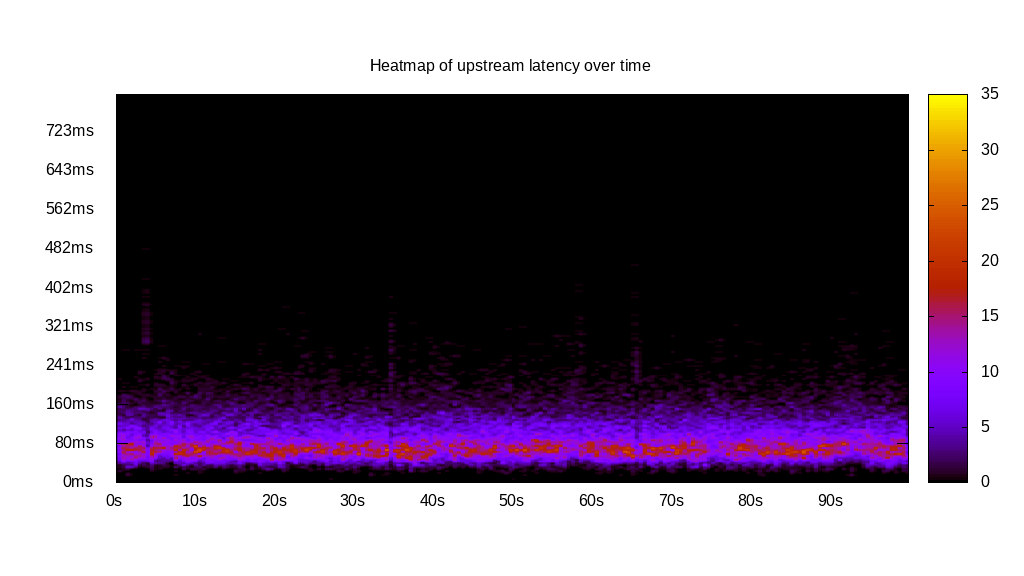 Heatmap of upstream latency over time
723ms
643ms
562ms
482ms
402ms
321ms
241ms
160ms
80ms
0ms
0s 10s 20s 30s 40s 50s 60s 70s 80s 90s
35
30
25
20
15
10
5
0